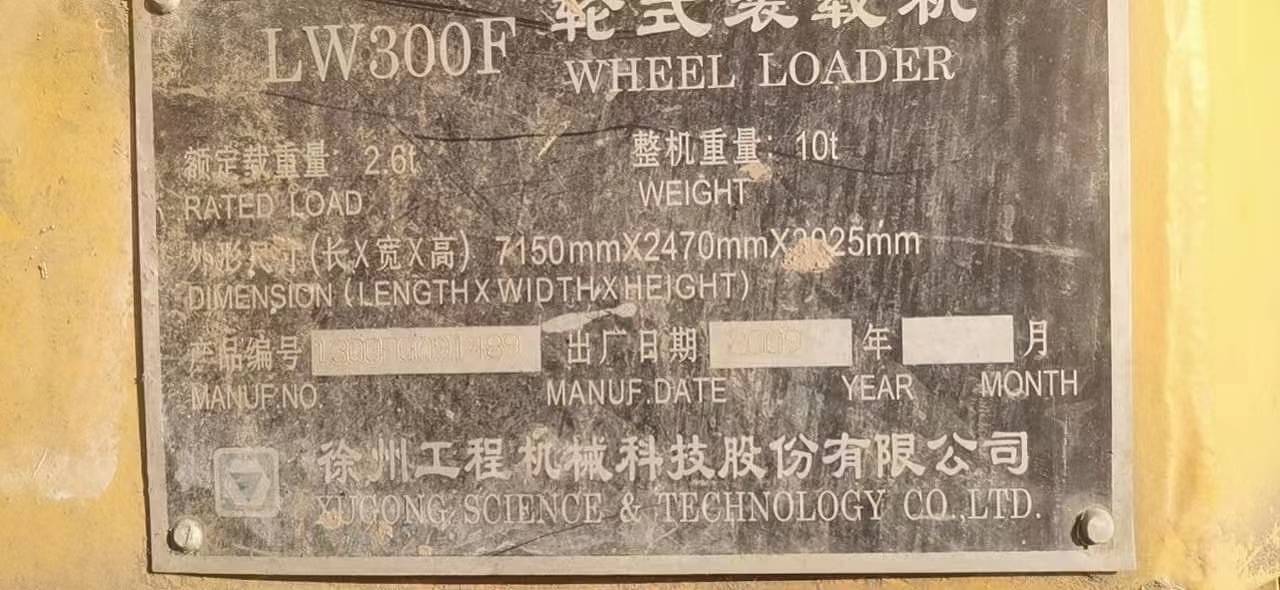 LW300F 轮式装载机
WHEEL LOADER
额定载重量: 2.6t 整机重量: 10t
RATED LOAD WEIGHT
外形尺寸(长X宽X高) 7150mmX2470mmX
DIMENSION (LENGTH X WIDTH X HEIGHT)
产品编号 出厂日期 2009 年 月
MANUF.NO. MANUF.DATE YEAR MONTH
徐州工程机械科技股份有限公司
XUGONG SCIENCE & TECHNOLOGY CO.,LTD.